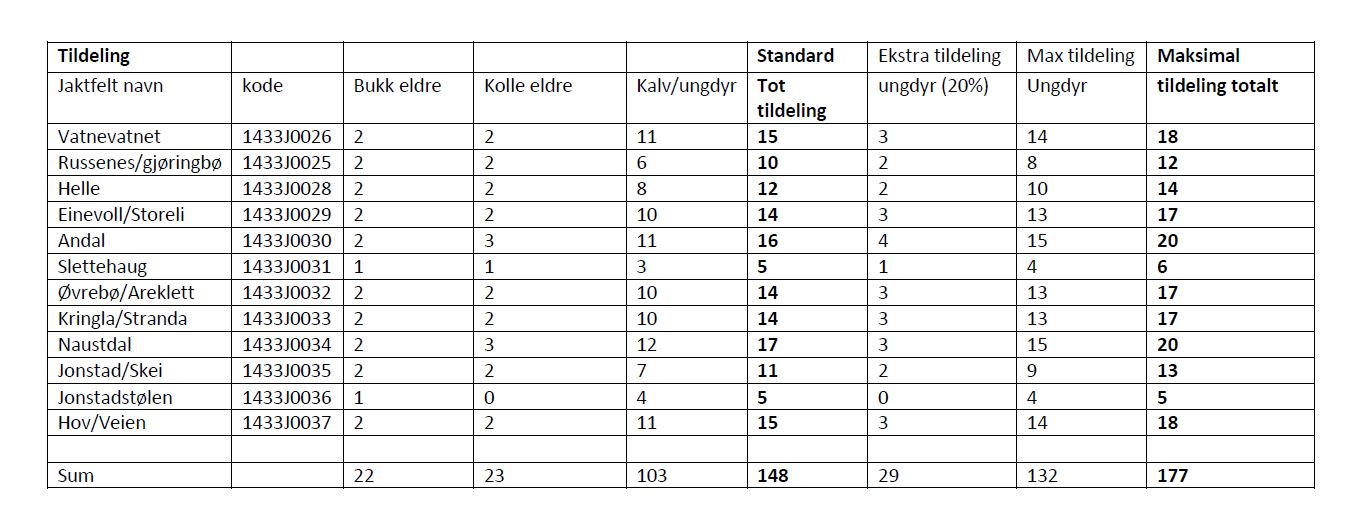 Tildeling Standard Ekstra tildeling Max tildeling Maksimal
Jaktfelt navn kode Bukk eldre Kolle eldre Kalv/ungdyr Tot ungdyr (20%) Ungdyr tildeling totalt
tildeling
Vatnevatnet 1433J0026 2 2 11 15 3 14 18
Russenes/gjøringbø 1433J0025 2 2 6 10 2 8 12
Helle 1433J0028 2 2 8 12 2 10 14
Einevoll/Storeli 1433J0029 2 2 10 14 3 13 17
Andal 1433J0030 2 3 11 16 4 15 20
Slettehaug 1433J0031 1 1 3 5 1 4 6
Øvrebø/Areklett 1433J0032 2 2 10 14 3 13 17
Kringla/Stranda 1433J0033 2 2 10 14 3 13 17
Naustdal 1433J0034 2 3 12 17 3 15 20
Jonstad/Skei 1433J0035 2 2 7 11 2 9 13
Jonstadstølen 1433J0036 1 0 4 5 0 4 5
Hov/Veien 1433J0037 2 2 11 15 3 14 18
Sum 22 23 103 148 29 132 177